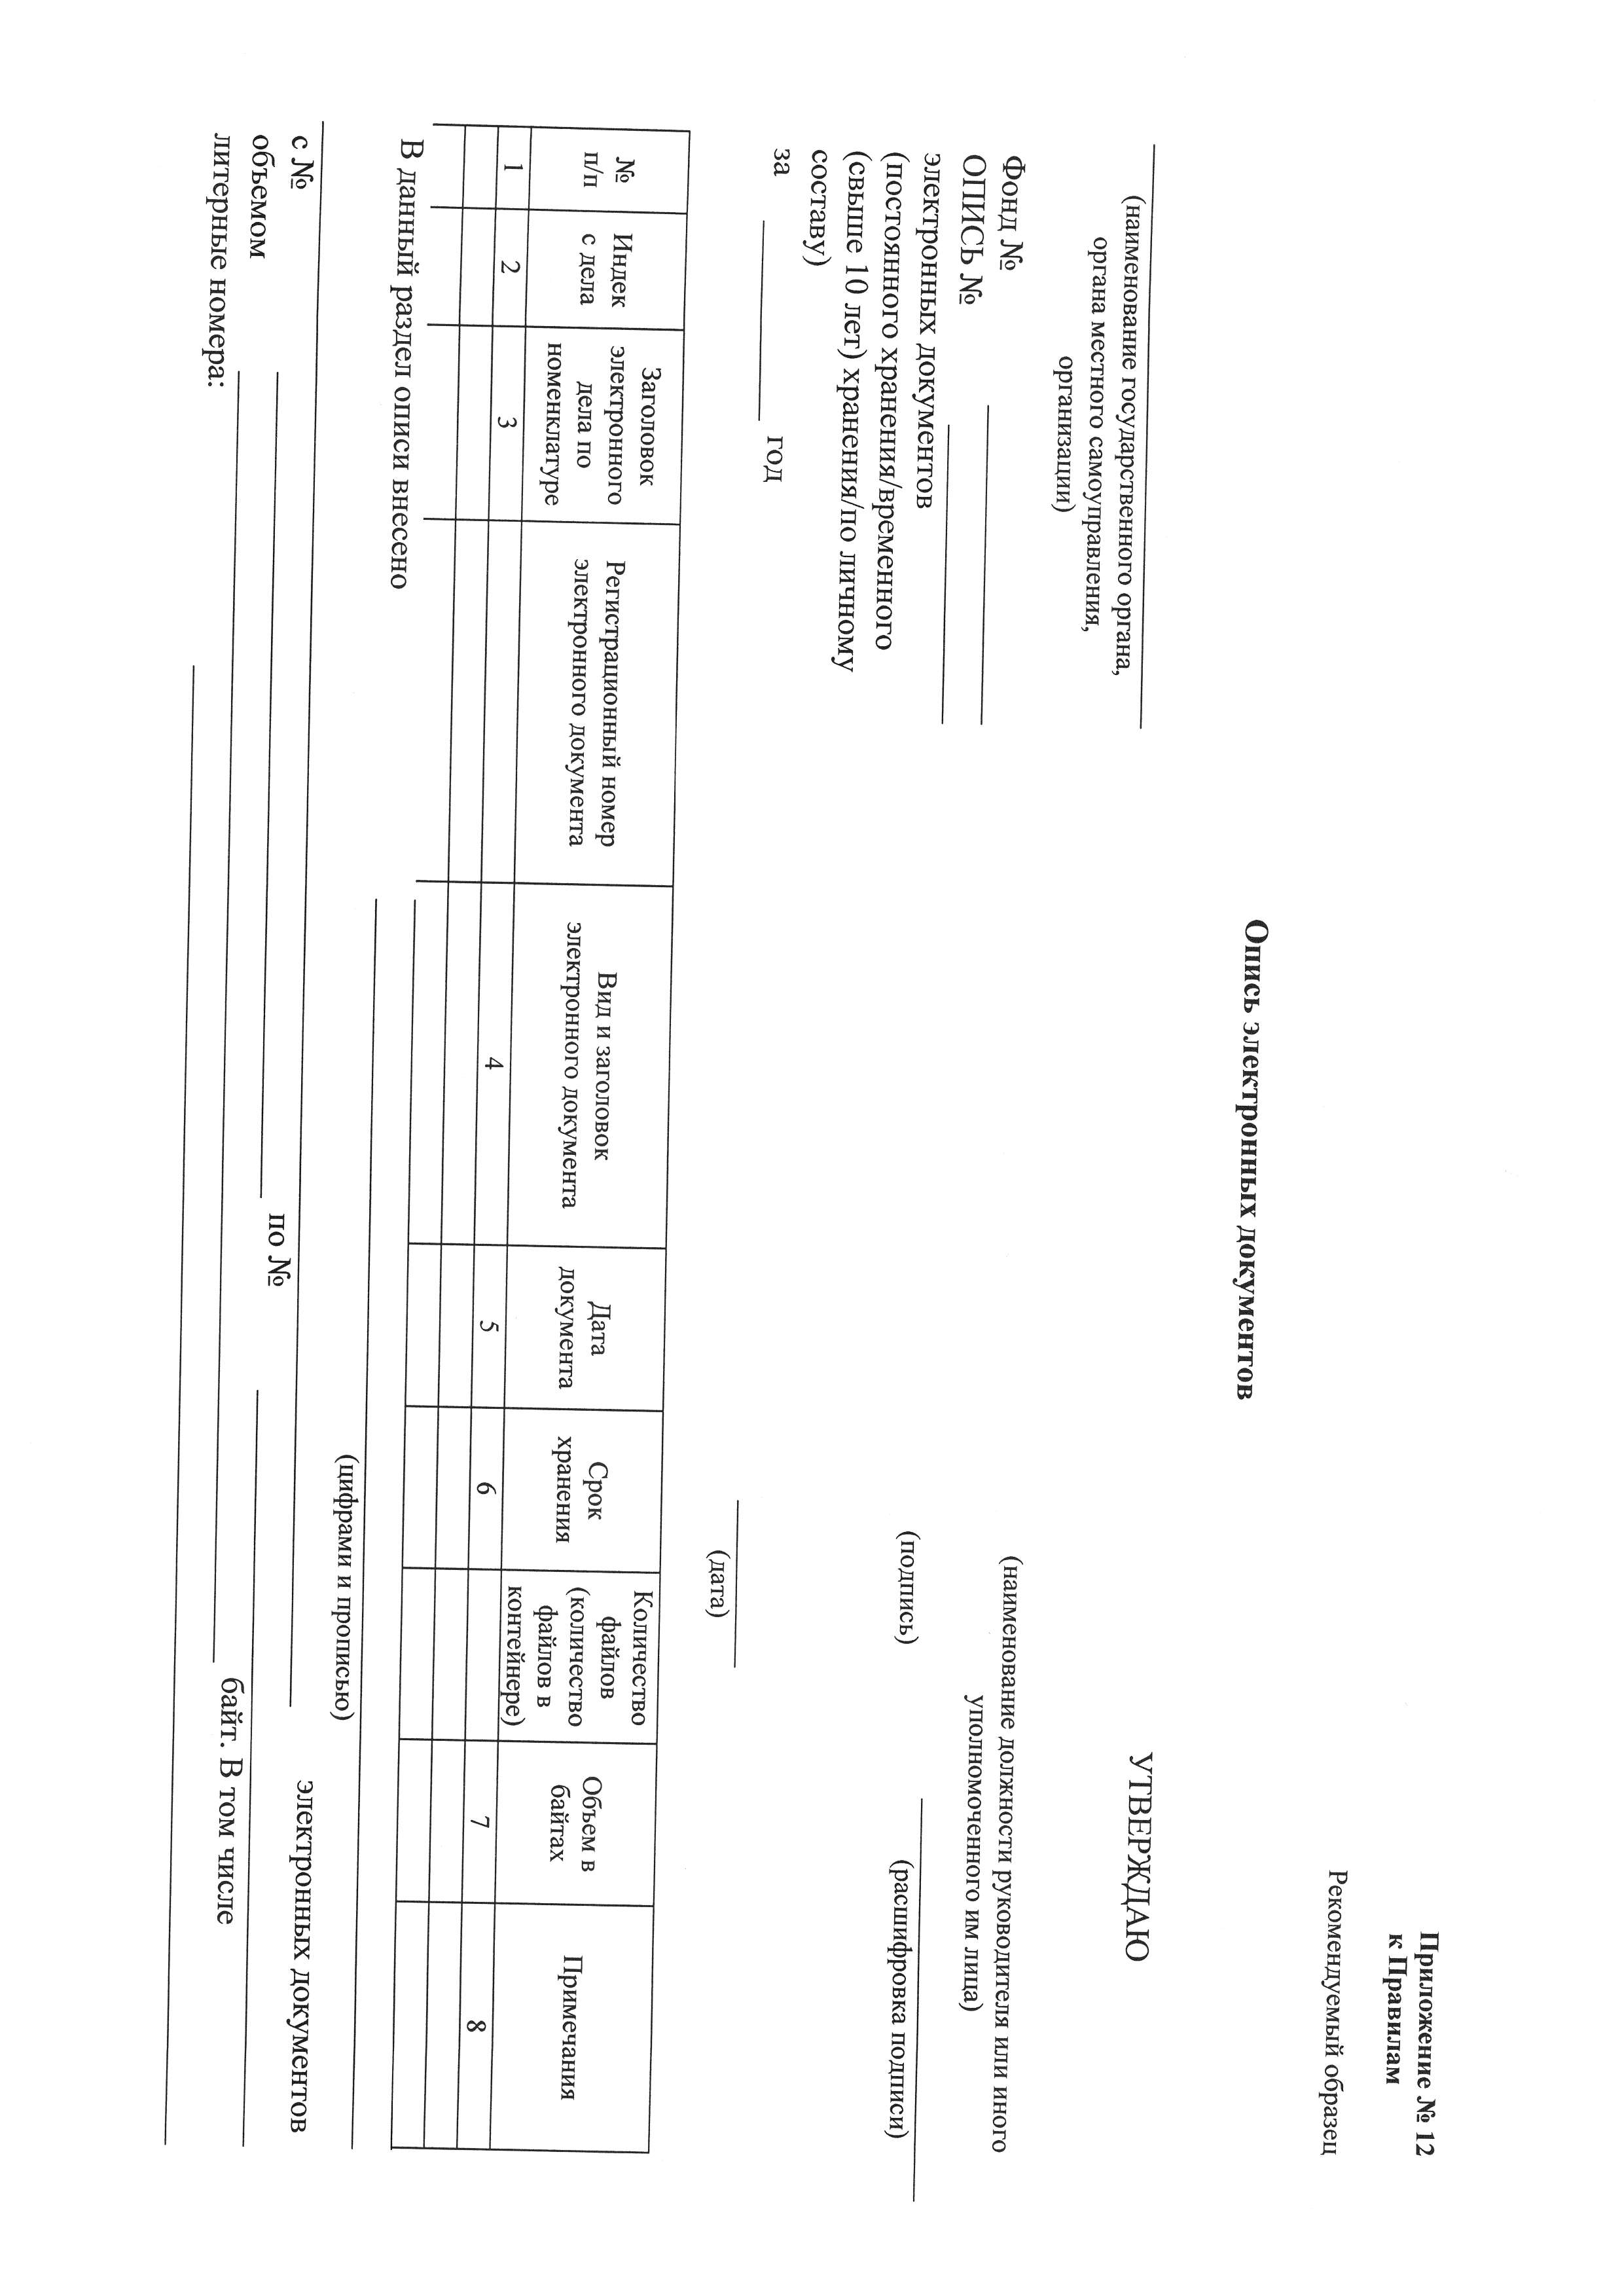 Приложение № 12
к Правилам
Рекомендуемый образец
Опись электронных документов
(наименование государственного органа,
органа местного самоуправления,
организации)
УТВЕРЖДАЮ
Фонд №
ОПИСЬ №
электронных документов
(постоянного хранения/временного
(свыше 10 лет) хранения/по личному
составу)
за год
(наименование должности руководителя или иного
уполномоченного им лица)
(подпись) (расшифровка подписи)
(дата)
№
п/п
Индек
с дела
Заголовок
электронного
дела по
номенклатуре
Регистрационный номер
электронного документа
Вид и заголовок
электронного документа
Дата
документа
Срок
хранения
Количество
файлов
(количество
файлов в
контейнере)
Объем в
байтах
Примечания
1 2 3 4 5 6 7 8
В данный раздел описи внесено
(цифрами и прописью)
электронных документов
с № по №
объемом байт. В том числе
литерные номера: